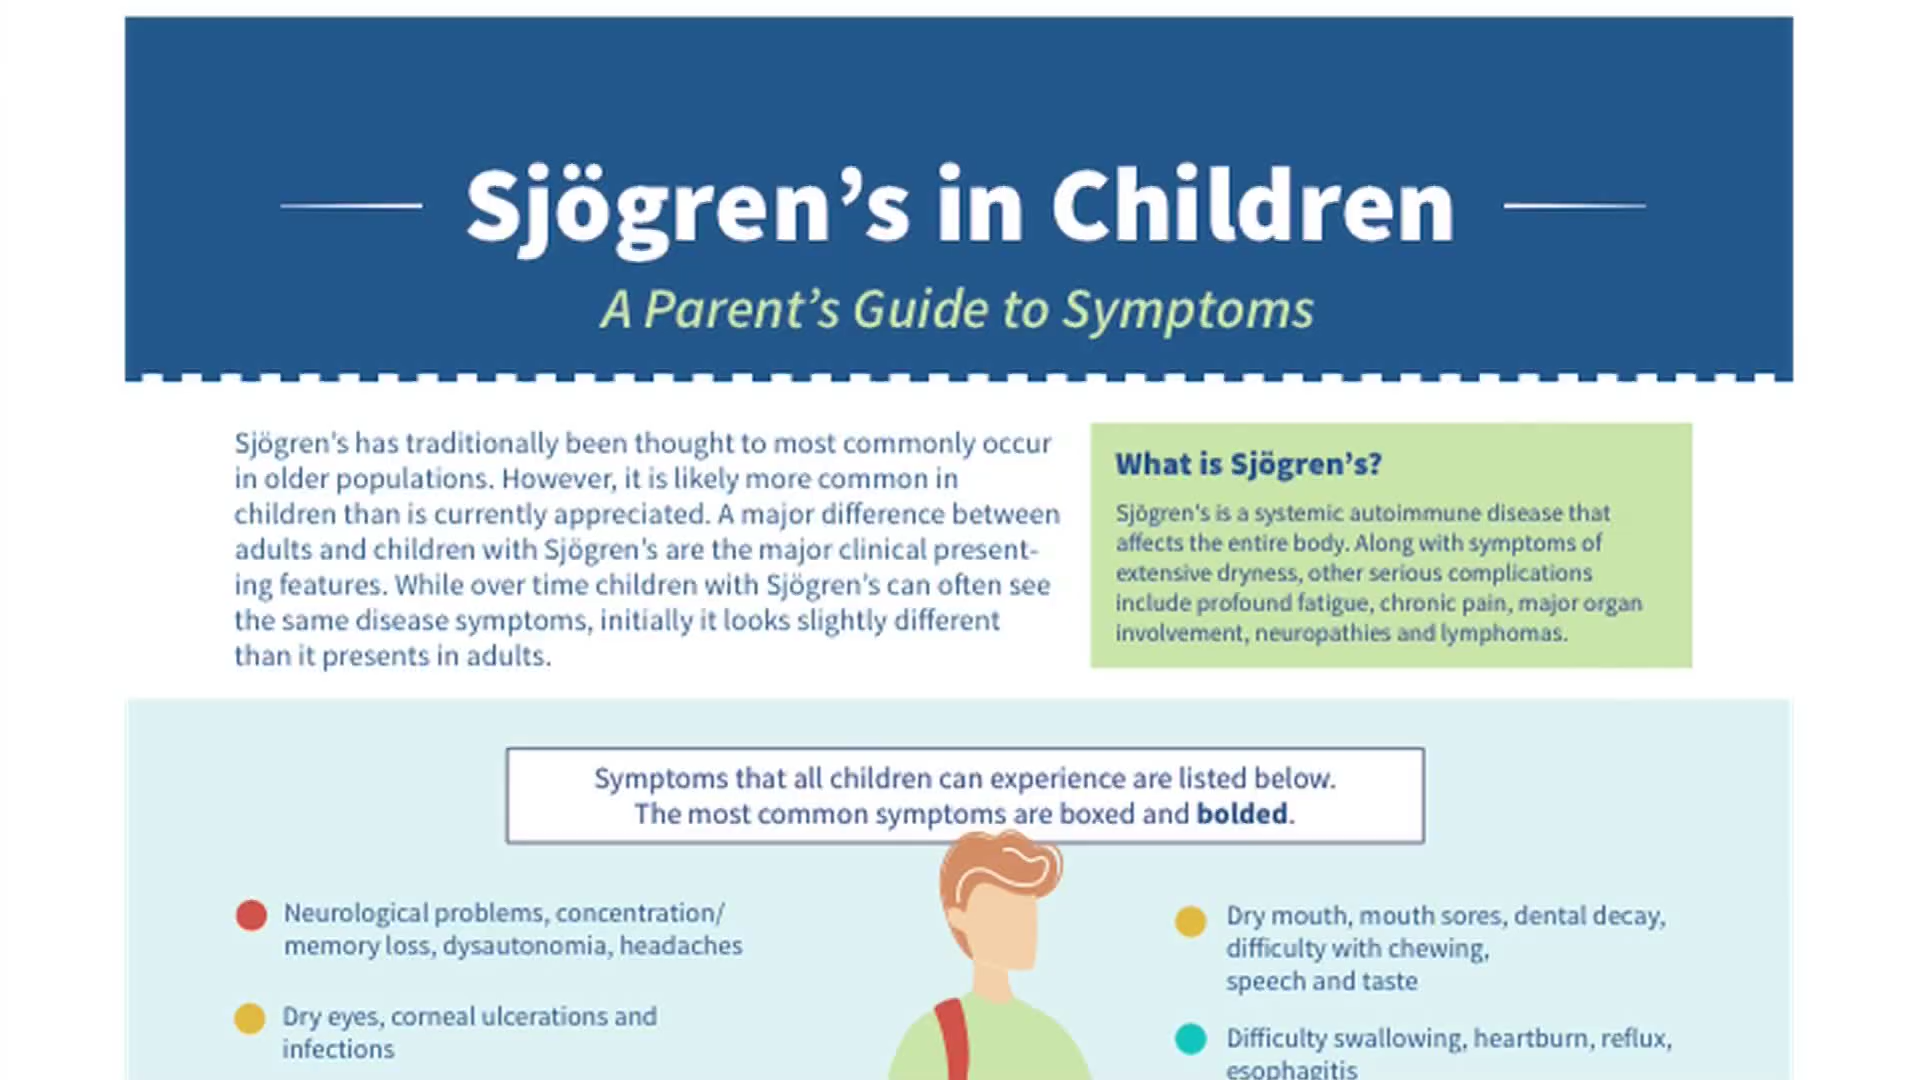 Sjögren’s in Children
A Parent’s Guide to Symptoms
Sjögren’s has traditionally been thought to most commonly occur
in older populations. However, it is likely more common in
children than is currently appreciated. A major difference between
adults and children with Sjögren’s are the major clinical present-
ing features. While over time children with Sjögren’s can often see
the same disease symptoms, initially it looks slightly different
than it presents in adults.
What is Sjögren’s?
Sjögren’s is a systemic autoimmune disease that
affects the entire body. Along with symptoms of
extensive dryness, other serious complications
include profound fatigue, chronic pain, major organ
involvement, neuropathies and lymphomas.
Symptoms that all children can experience are listed below.
The most common symptoms are boxed and bolded.
Neurological problems, concentration/
memory loss, dysautonomia, headaches
Dry eyes, corneal ulcerations and
infections
Dry mouth, mouth sores, dental decay,
difficulty with chewing,
speech and taste
Difficulty swallowing, heartburn, reflux,
esophagitis